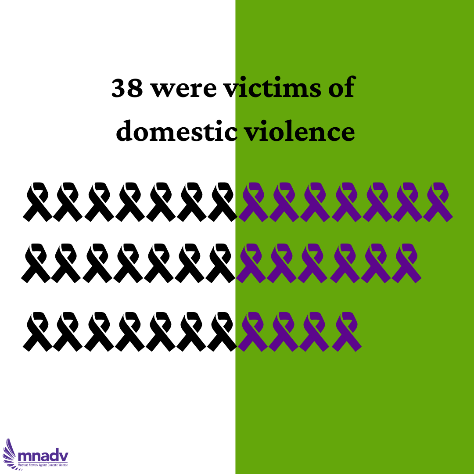 38 were victims of
domestic violence
mnadv